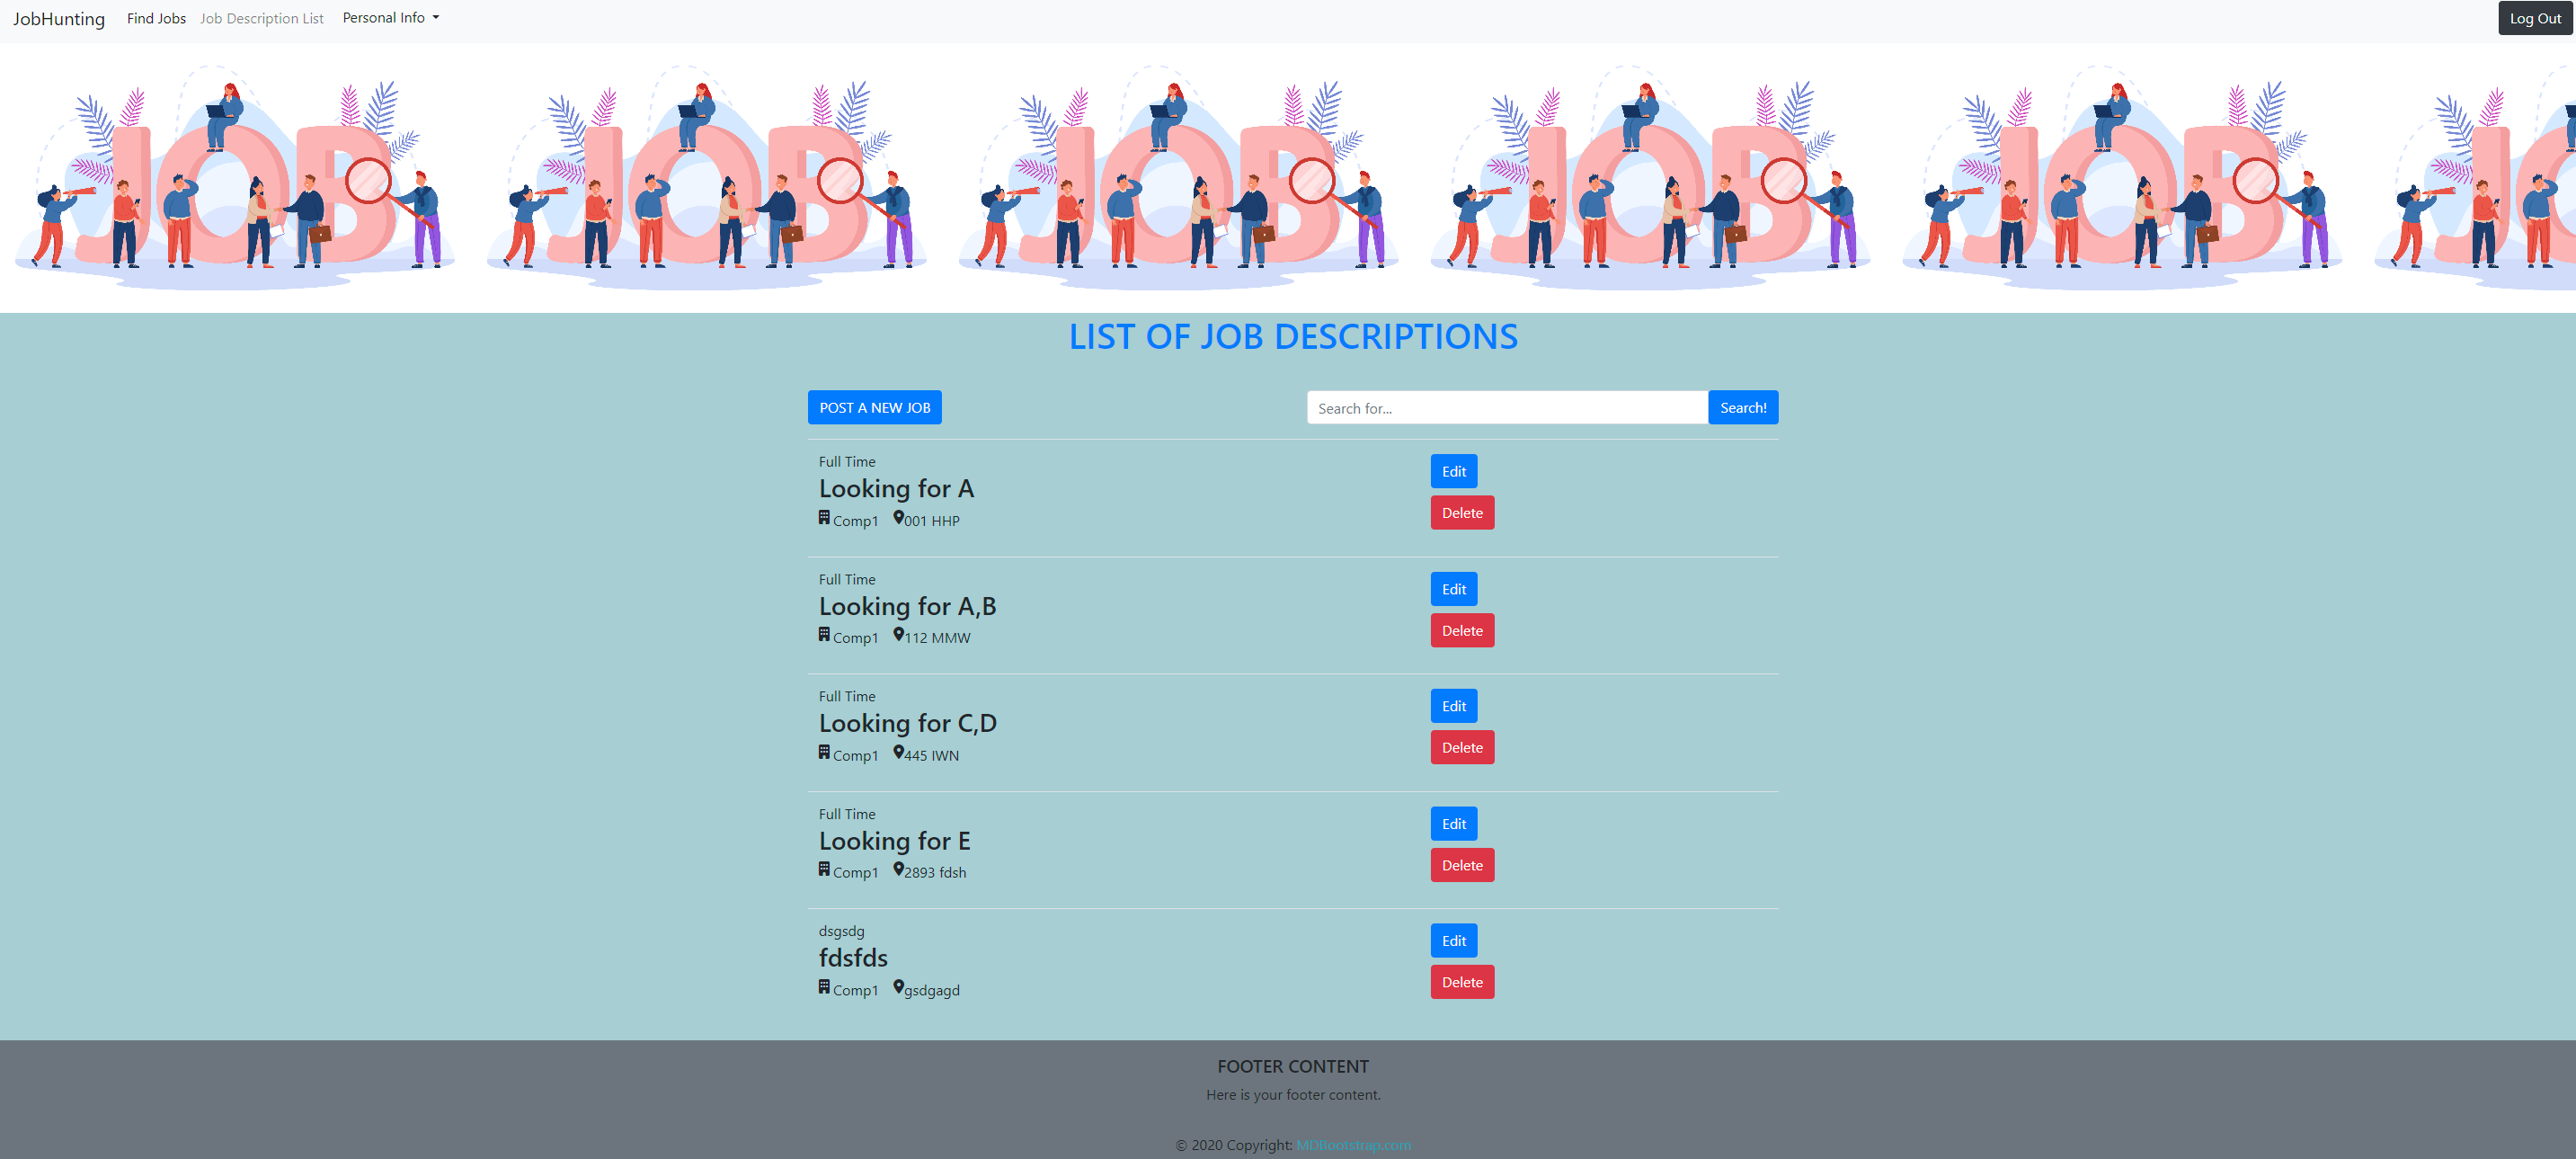 JobHunting Find Jobs Job Description List Personal Info Log Out
JOB JOB JOB JOB JOB JO
LIST OF JOB DESCRIPTIONS
POST A NEW JOB Search for... Search!
Full Time
Looking for A
Comp1 001 HHP
Edit
Delete
Full Time
Looking for A,B
Comp1 112 MMW
Edit
Delete
Full Time
Looking for C,D
Comp1 445 IWN
Edit
Delete
Full Time
Looking for E
Comp1 2893 fdsh
Edit
Delete
dsgsdg
fdsfds
Comp1 gsdgagd
Edit
Delete
FOOTER CONTENT
Here is your footer content.
© 2020 Copyright: MDBootstrap.com